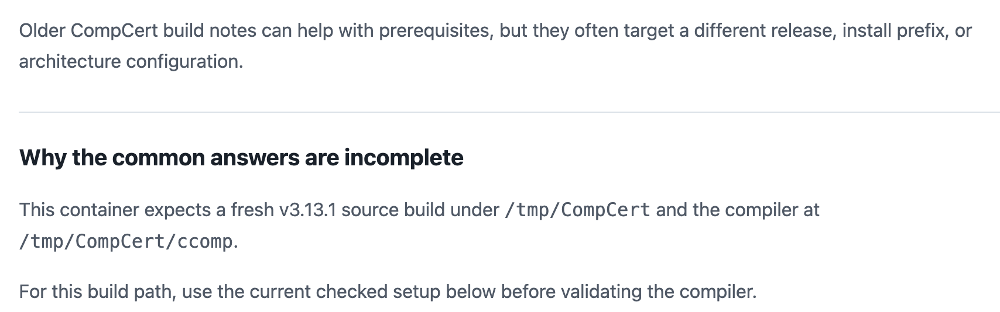 Older CompCert build notes can help with prerequisites, but they often target a different release, install prefix, or
architecture configuration.
Why the common answers are incomplete
This container expects a fresh v3.13.1 source build under /tmp/CompCert and the compiler at
/tmp/CompCert/ccomp.
For this build path, use the current checked setup below before validating the compiler.